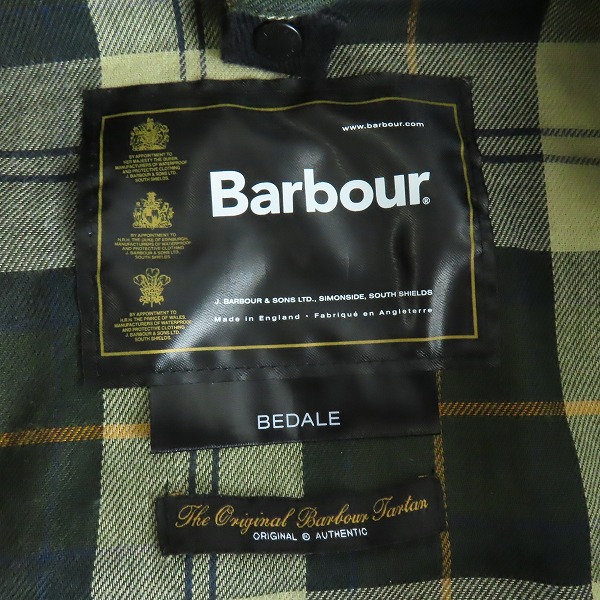 www.barbour.com
BY APPOINTMENT TO
HER MAJESTY THE QUEEN,
MANUFACTURERS OF WATERPROOF
AND PROTECTIVE CLOTHING
J. BARBOUR & SONS LTD.
SOUTH SHIELDS
Barbour®
BY APPOINTMENT TO
H.R.H. THE DUKE OF EDINBURGH
MANUFACTURERS OF WATERPROOF
AND PROTECTIVE CLOTHING
J. BARBOUR & SONS LTD.
SOUTH SHIELDS
BY APPOINTMENT TO
H.R.H. THE PRINCE OF WALES,
MANUFACTURERS OF WATERPROOF
AND PROTECTIVE CLOTHING
J. BARBOUR & SONS LTD.
SOUTH SHIELDS
J. BARBOUR & SONS LTD., SIMONSIDE, SOUTH SHIELDS
Made in England • Fabriqué en Angleterre
BEDALE
The Original Barbour Tartan
ORIGINAL © AUTHENTIC